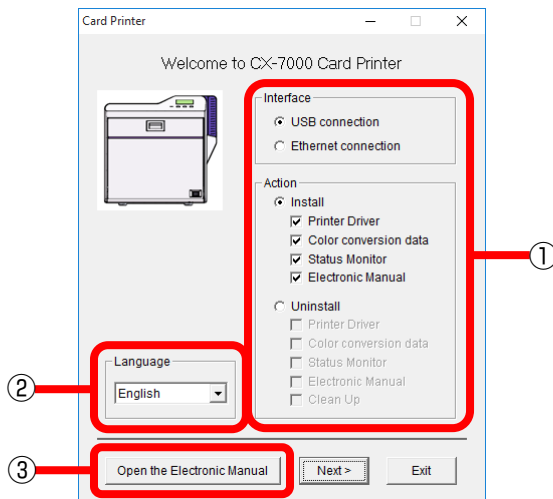 Card Printer
Welcome to CX-7000 Card Printer
Interface
USB connection
Ethernet connection
Action
Install
Printer Driver
Color conversion data
Status Monitor
Electronic Manual
①
Uninstall
Printer Driver
Color conversion data
Status Monitor
Electronic Manual
Clean Up
Language
② English
③ Open the Electronic Manual Next > Exit